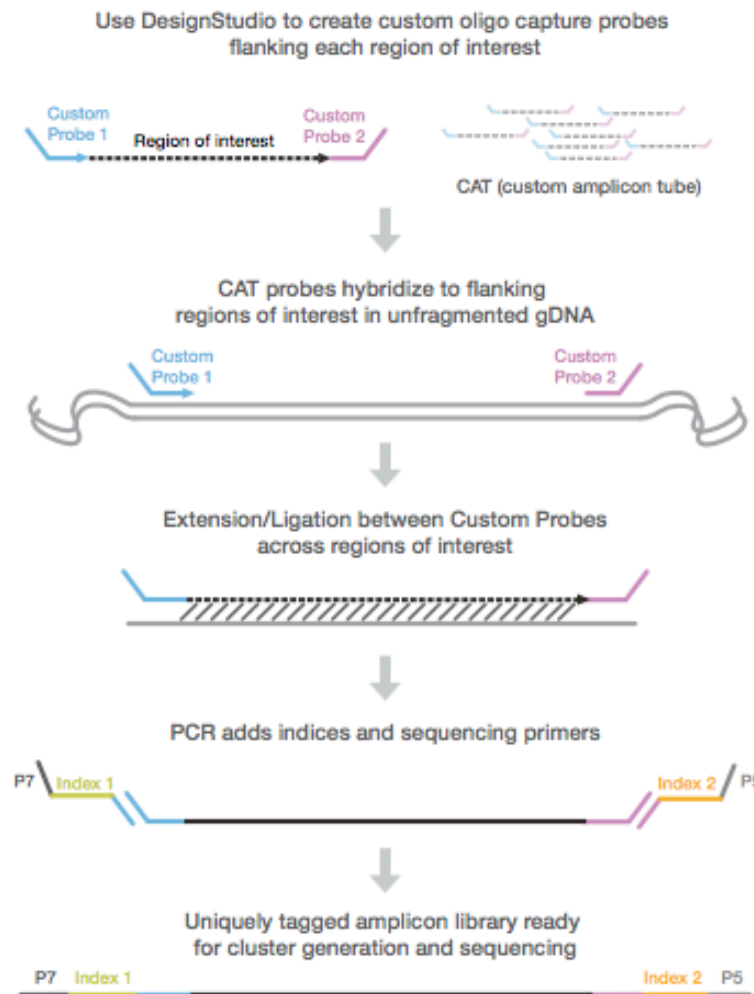 Use DesignStudio to create custom oligo capture probes
flanking each region of interest
Custom
Probe 1
Region of interest
Custom
Probe 2
CAT (custom amplicon tube)
CAT probes hybridize to flanking
regions of interest in unfragmented gDNA
Custom
Probe 1
Custom
Probe 2
Extension/Ligation between Custom Probes
across regions of interest
PCR adds indices and sequencing primers
P7
Index 1
Index 2
P5
Uniquely tagged amplicon library ready
for cluster generation and sequencing
P7
Index 1
Index 2
P5